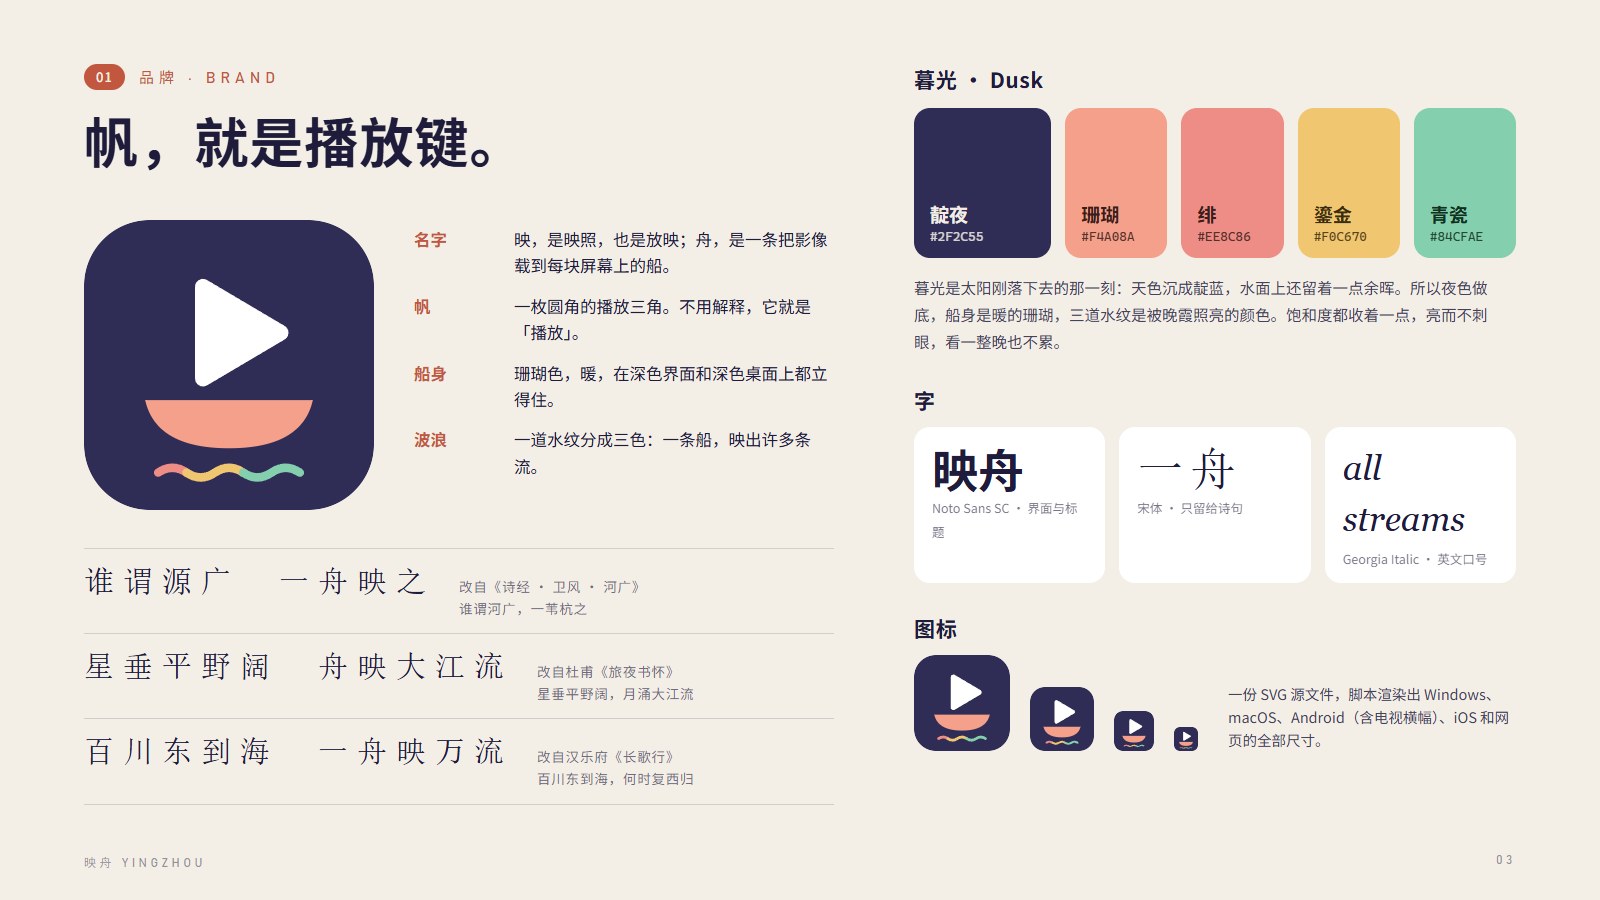 01 品牌 · BRAND
帆，就是播放键。
名字
映，是映照，也是放映；舟，是一条把影像
载到每块屏幕上的船。
帆
一枚圆角的播放三角。不用解释，它就是
「播放」。
船身
珊瑚色，暖，在深色界面和深色桌面上都立
得住。
波浪
一道水纹分成三色：一条船，映出许多条
流。
谁谓源广 一舟映之
改自《诗经 · 卫风 · 河广》
谁谓河广，一苇杭之
星垂平野阔 舟映大江流
改自杜甫《旅夜书怀》
星垂平野阔，月涌大江流
百川东到海 一舟映万流
改自汉乐府《长歌行》
百川东到海，何时复西归
暮光 · Dusk
靛夜
#2F2C55
珊瑚
#F4A08A
绯
#EE8C86
鎏金
#F0C670
青瓷
#84CFAE
暮光是太阳刚落下去的那一刻：天色沉成靛蓝，水面上还留着一点余晖。所以夜色做
底，船身是暖的珊瑚，三道水纹是被晚霞照亮的颜色。饱和度都收着一点，亮而不刺
眼，看一整晚也不累。
字
映舟
Noto Sans SC · 界面与标
题
一舟
宋体 · 只留给诗句
all
streams
Georgia Italic · 英文口号
图标
一份 SVG 源文件，脚本渲染出 Windows、
macOS、Android（含电视横幅）、iOS 和网
页的全部尺寸。
映舟 YINGZHOU
03